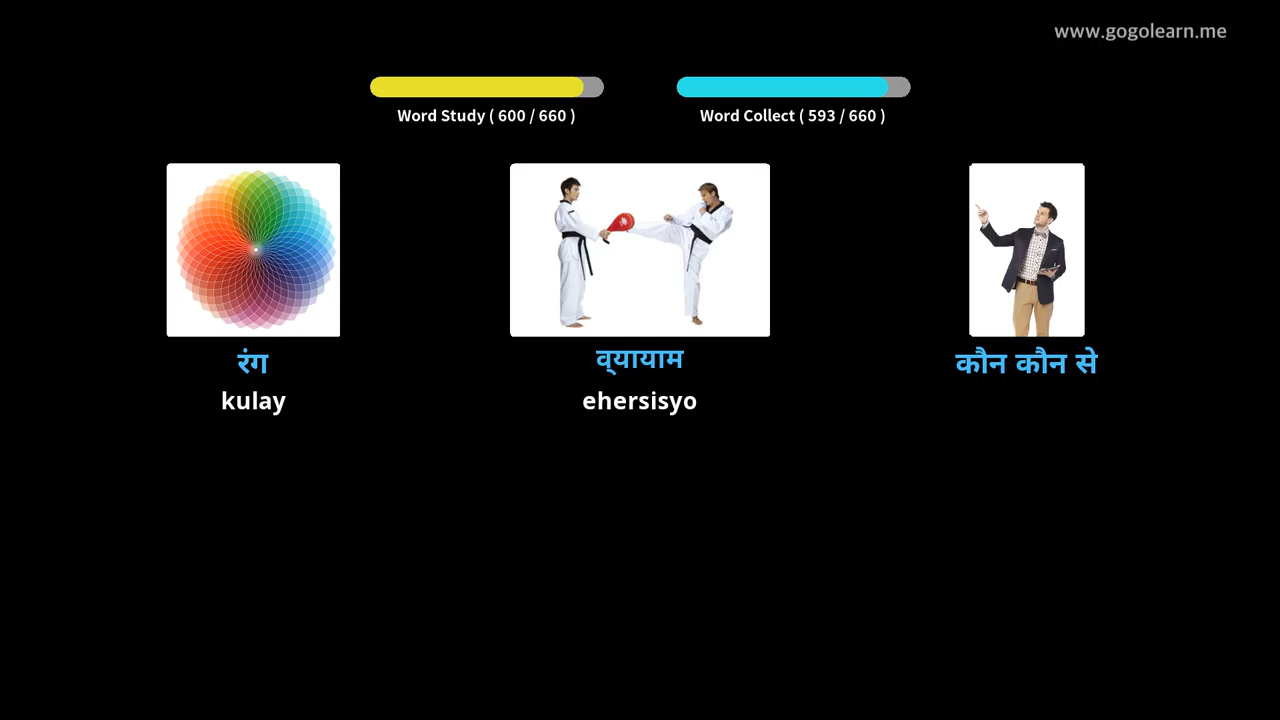 www.gogolearn.me
Word Study ( 600 / 660 )
Word Collect ( 593 / 660 )
रंग
व्यायाम
कौन कौन से
kulay
ehersisyo